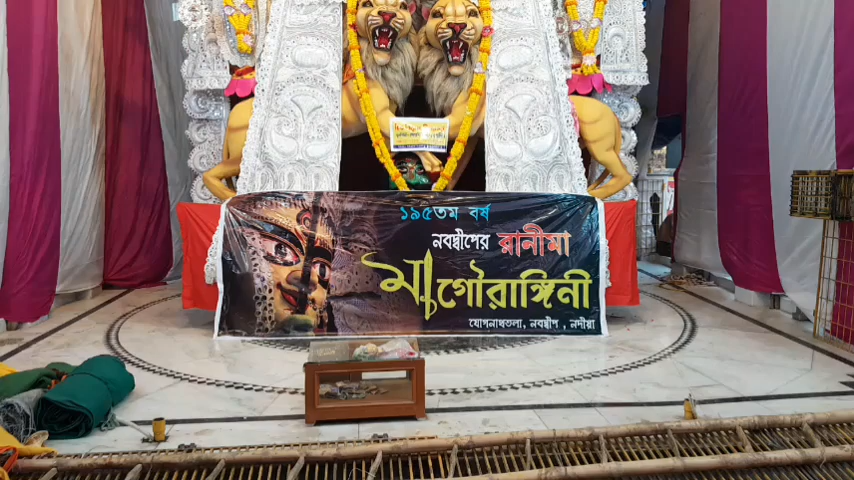 ১৯৫তম বর্ষ
নবদ্বীপের রানীমা
মা গৌরাঙ্গিনী
যোগনাথতলা, নবদ্বীপ , নদীয়া